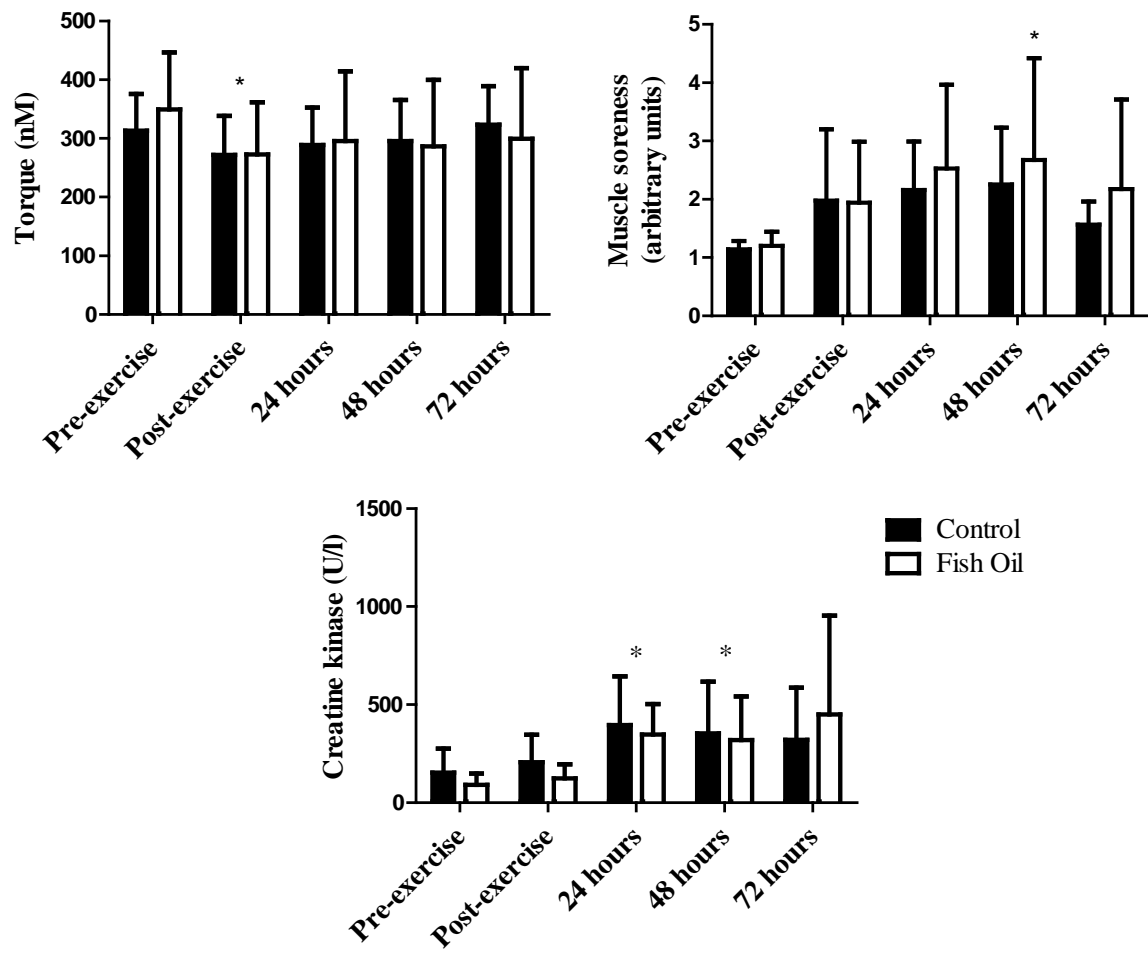 Torque (nM)
500
400
300
200
100
0
*
Pre-exercise
Post-exercise
24 hours
48 hours
72 hours
Muscle soreness
(arbitrary units)
5
4
3
2
1
0
*
Pre-exercise
Post-exercise
24 hours
48 hours
72 hours
Creatine kinase (U/l)
1500
1000
500
0
*
*
Pre-exercise
Post-exercise
24 hours
48 hours
72 hours
Control
Fish Oil